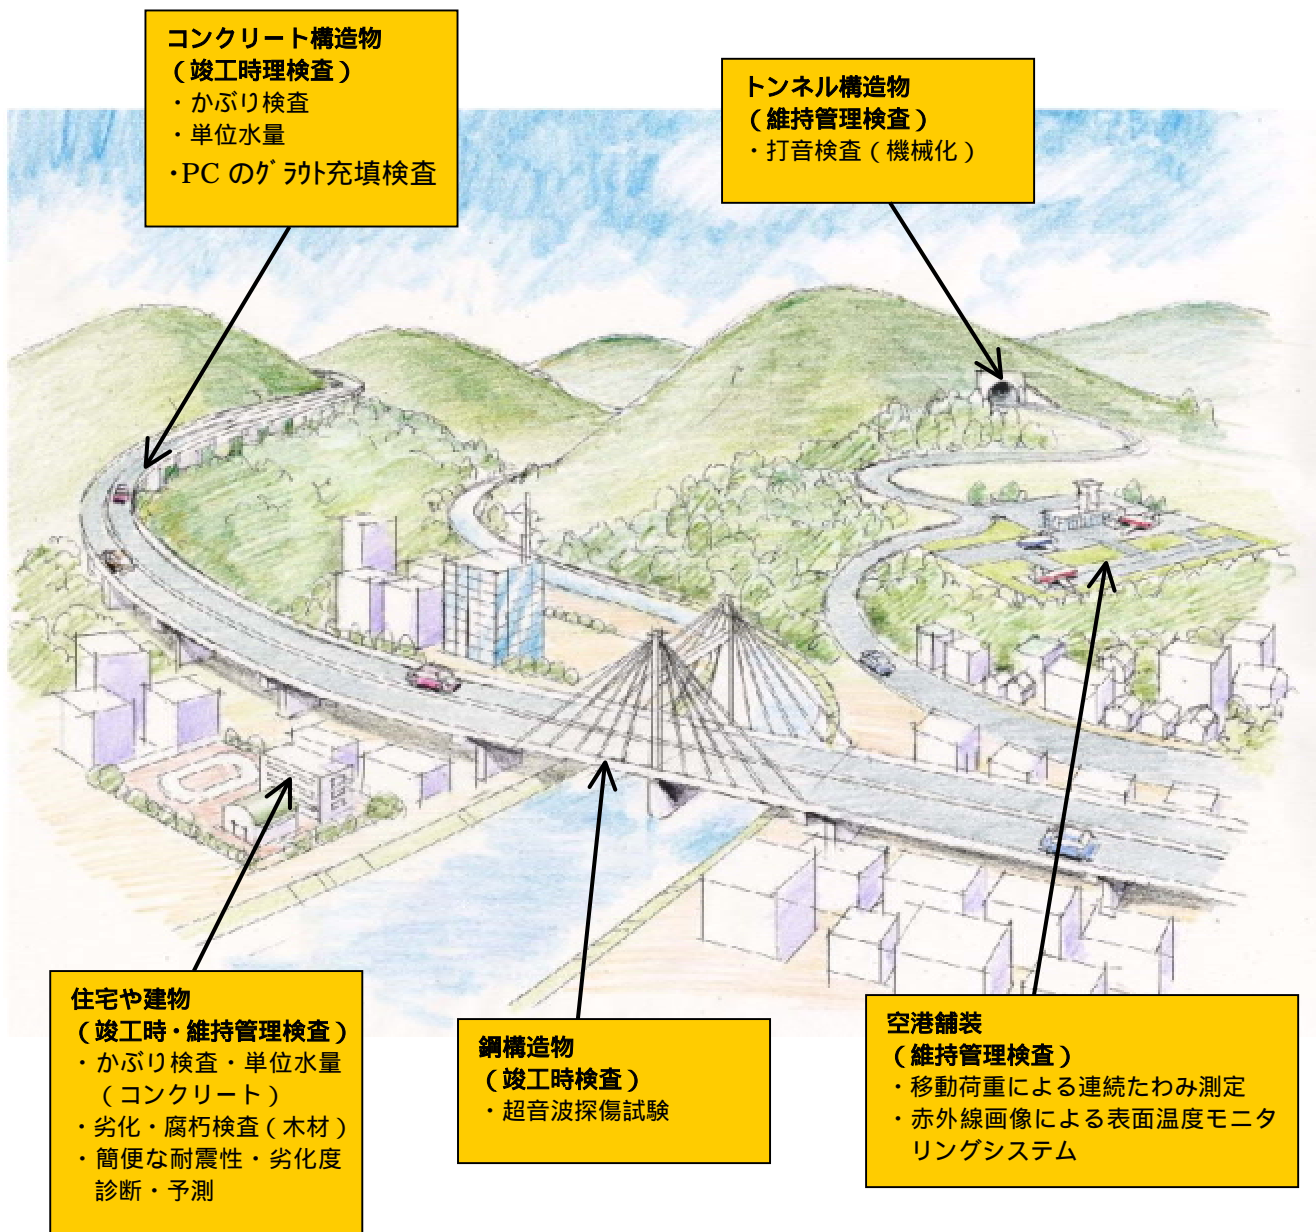 コンクリート構造物
（竣工時理検査）
・かぶり検査
・単位水量
・PC のｸﾞﾗｳﾄ充填検査
トンネル構造物
（維持管理検査）
・打音検査（機械化）
住宅や建物
（竣工時・維持管理検査）
・かぶり検査・単位水量
（コンクリート）
・劣化・腐朽検査（木材）
・簡便な耐震性・劣化度
診断・予測
鋼構造物
（竣工時検査）
・超音波探傷試験
空港舗装
（維持管理検査）
・移動荷重による連続たわみ測定
・赤外線画像による表面温度モニタ
リングシステム